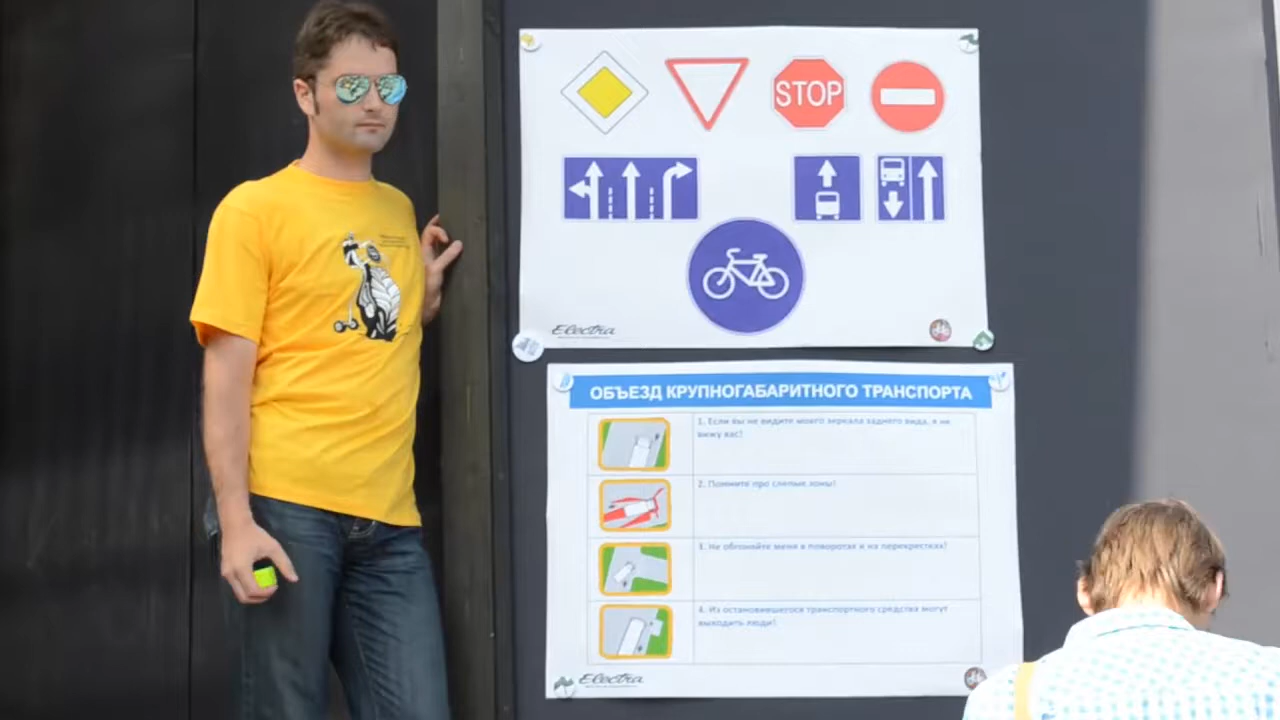 STOP
Electra
ОБЪЕЗД КРУПНОГАБАРИТНОГО ТРАНСПОРТА
1. Если вы не видите моего зеркала заднего вида, я не
вижу вас!
2. Помните про слепые зоны!
3. Не обгоняйте меня в поворотах и на перекрестках!
4. Из остановившегося транспортного средства могут
выходить люди!
Electra